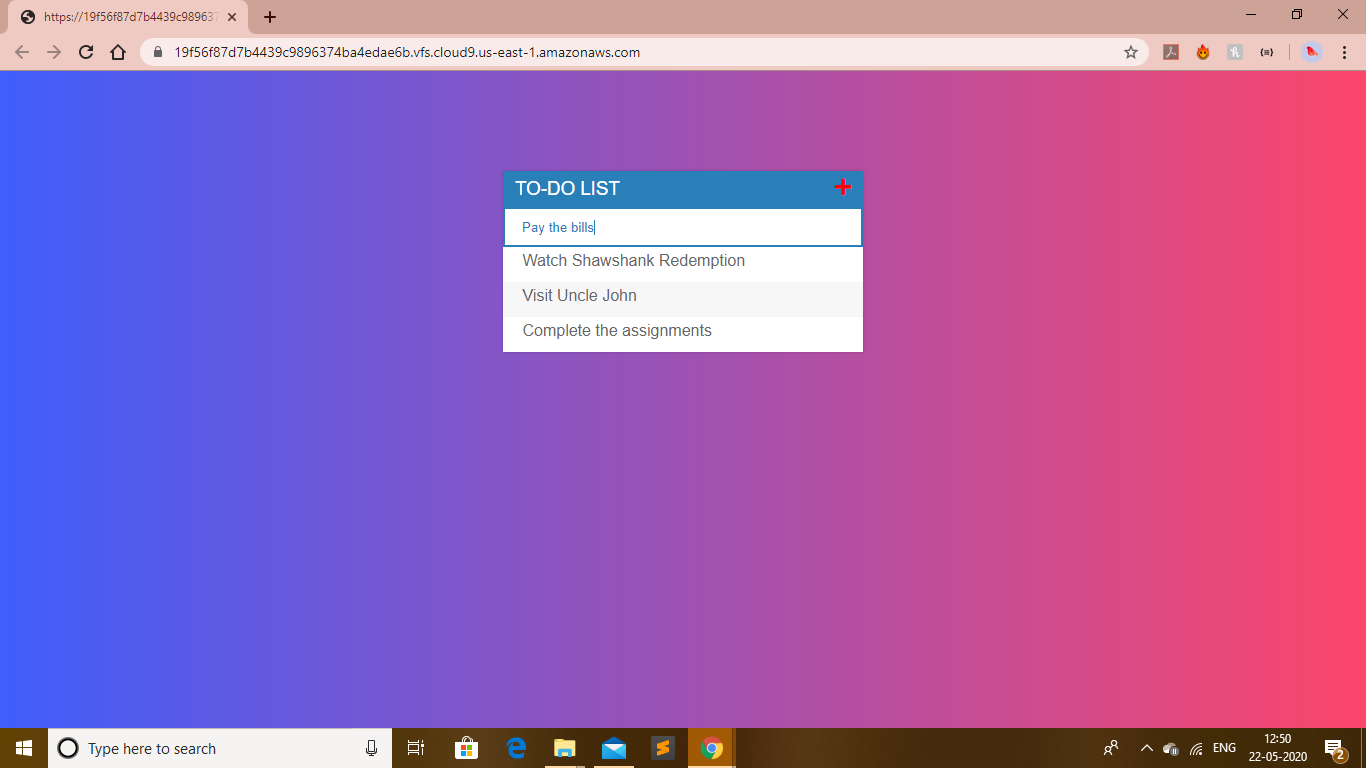 https://19f56f87d7b4439c989637
19f56f87d7b4439c9896374ba4edae6b.vfs.cloud9.us-east-1.amazonaws.com
TO-DO LIST
Pay the bills
Watch Shawshank Redemption
Visit Uncle John
Complete the assignments
Type here to search
ENG
12:50
22-05-2020
2